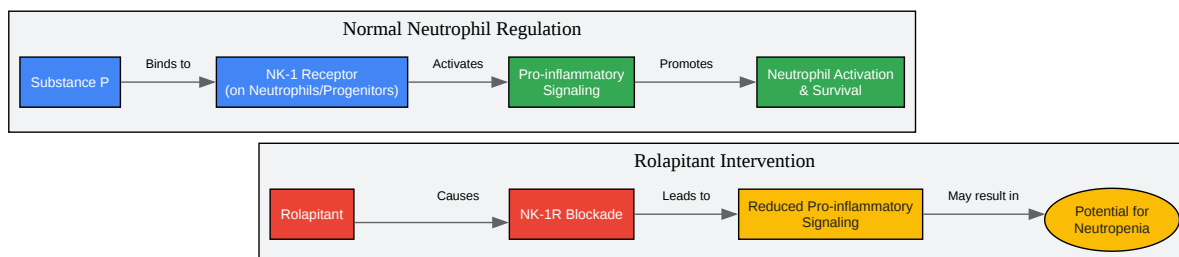 Normal Neutrophil Regulation
Substance P
Binds to
NK-1 Receptor
(on Neutrophils/Progenitors)
Activates
Pro-inflammatory
Signaling
Promotes
Neutrophil Activation
& Survival
Rolapitant Intervention
Rolapitant
Causes
NK-1R Blockade
Leads to
Reduced Pro-inflammatory
Signaling
May result in
Potential for
Neutropenia